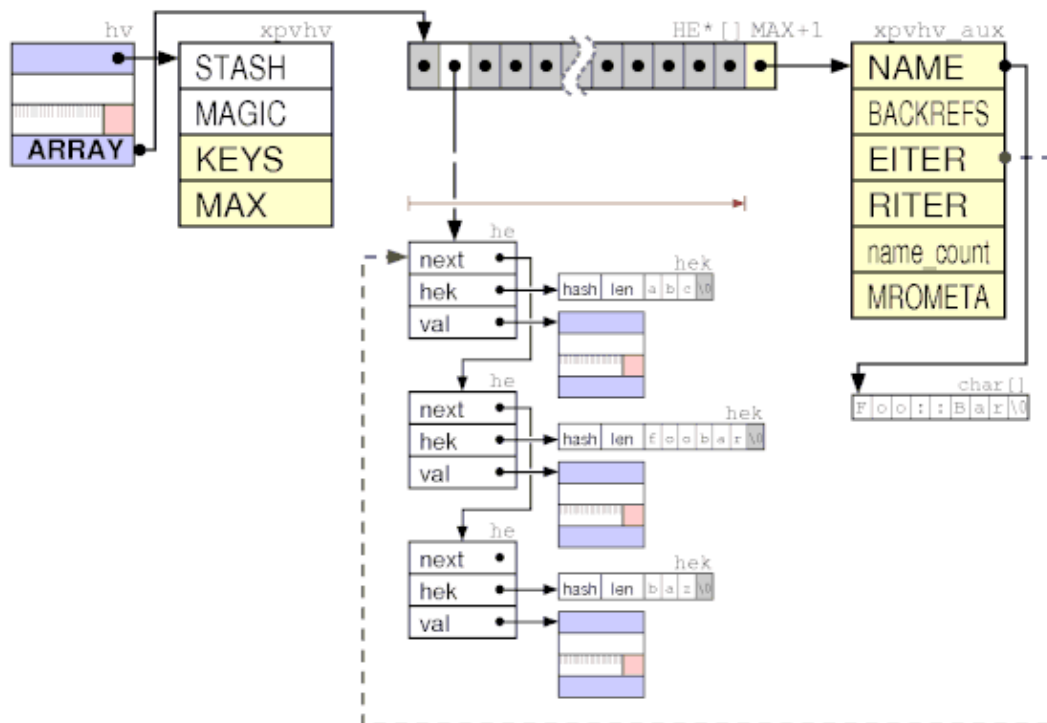 hv
xpvhv
HE*[] MAX+1
xpvhv_aux
STASH
MAGIC
KEYS
MAX
ARRAY
NAME
BACKREFS
EITER
RITER
name_count
MROMETA
he
next
hek
val
hek
hash len a b c \0
he
next
hek
val
hek
hash len f o o b a r \0
he
next
hek
val
hek
hash len b a z \0
char[]
F o o : : B a r \0